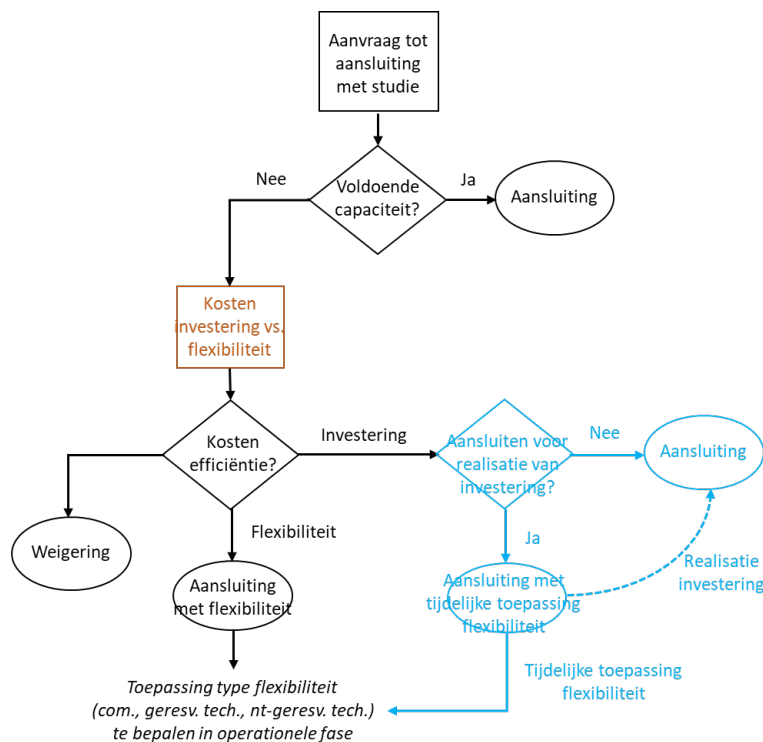 Aanvraag tot
aansluiting
met studie
Nee
Voldoende
capaciteit?
Ja
Aansluiting
Kosten
investering vs.
flexibiliteit
Kosten
efficiëntie?
Investering
Aansluiten voor
realisatie van
investering?
Nee
Aansluiting
Weigering
Flexibiliteit
Ja
Aansluiting
met flexibiliteit
Aansluiting met
tijdelijke toepassing
flexibiliteit
Realisatie
investering
Tijdelijke toepassing
flexibiliteit
Toepassing type flexibiliteit
(com., geresv. tech., nt-geresv. tech.)
te bepalen in operationele fase